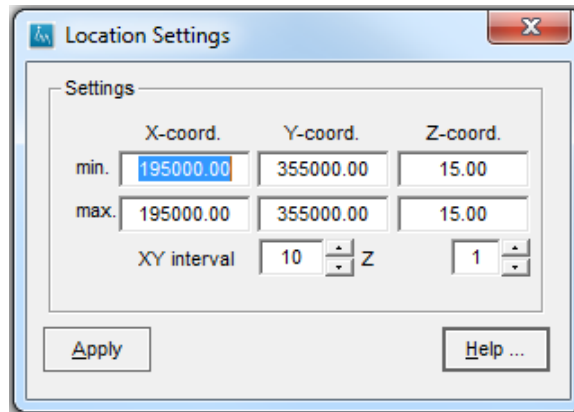 Location Settings
Settings
X-coord. Y-coord. Z-coord.
min. 195000.00 355000.00 15.00
max. 195000.00 355000.00 15.00
XY interval 10 Z 1
Apply Help ...